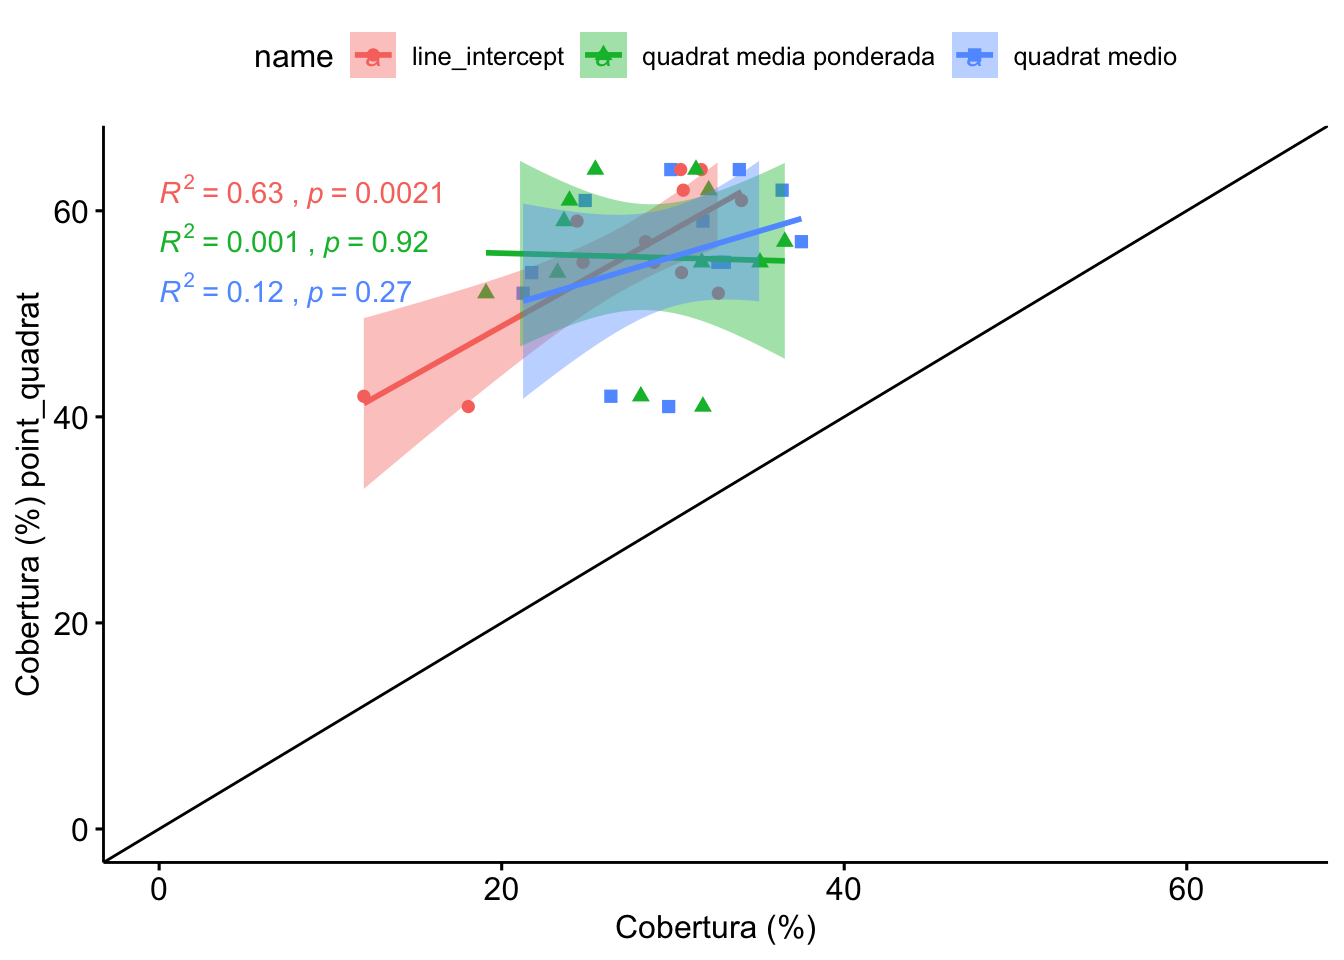 name line_intercept quadrat media ponderada quadrat medio
R² = 0.63 , p = 0.0021
R² = 0.001 , p = 0.92
R² = 0.12 , p = 0.27
Cobertura (%) point_quadrat
60
40
20
0
0 20 40 60
Cobertura (%)